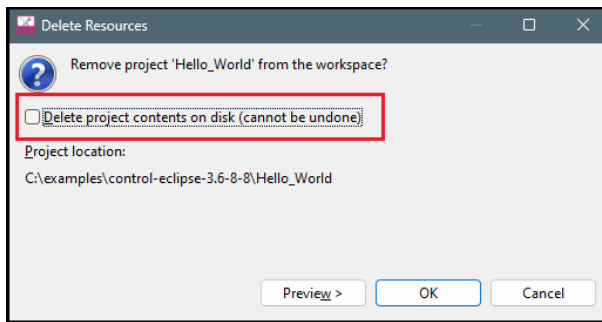 Delete Resources
Remove project 'Hello_World' from the workspace?
Delete project contents on disk (cannot be undone)
Project location:
C:\examples\control-eclipse-3.6-8-8\Hello_World
Preview >
OK
Cancel